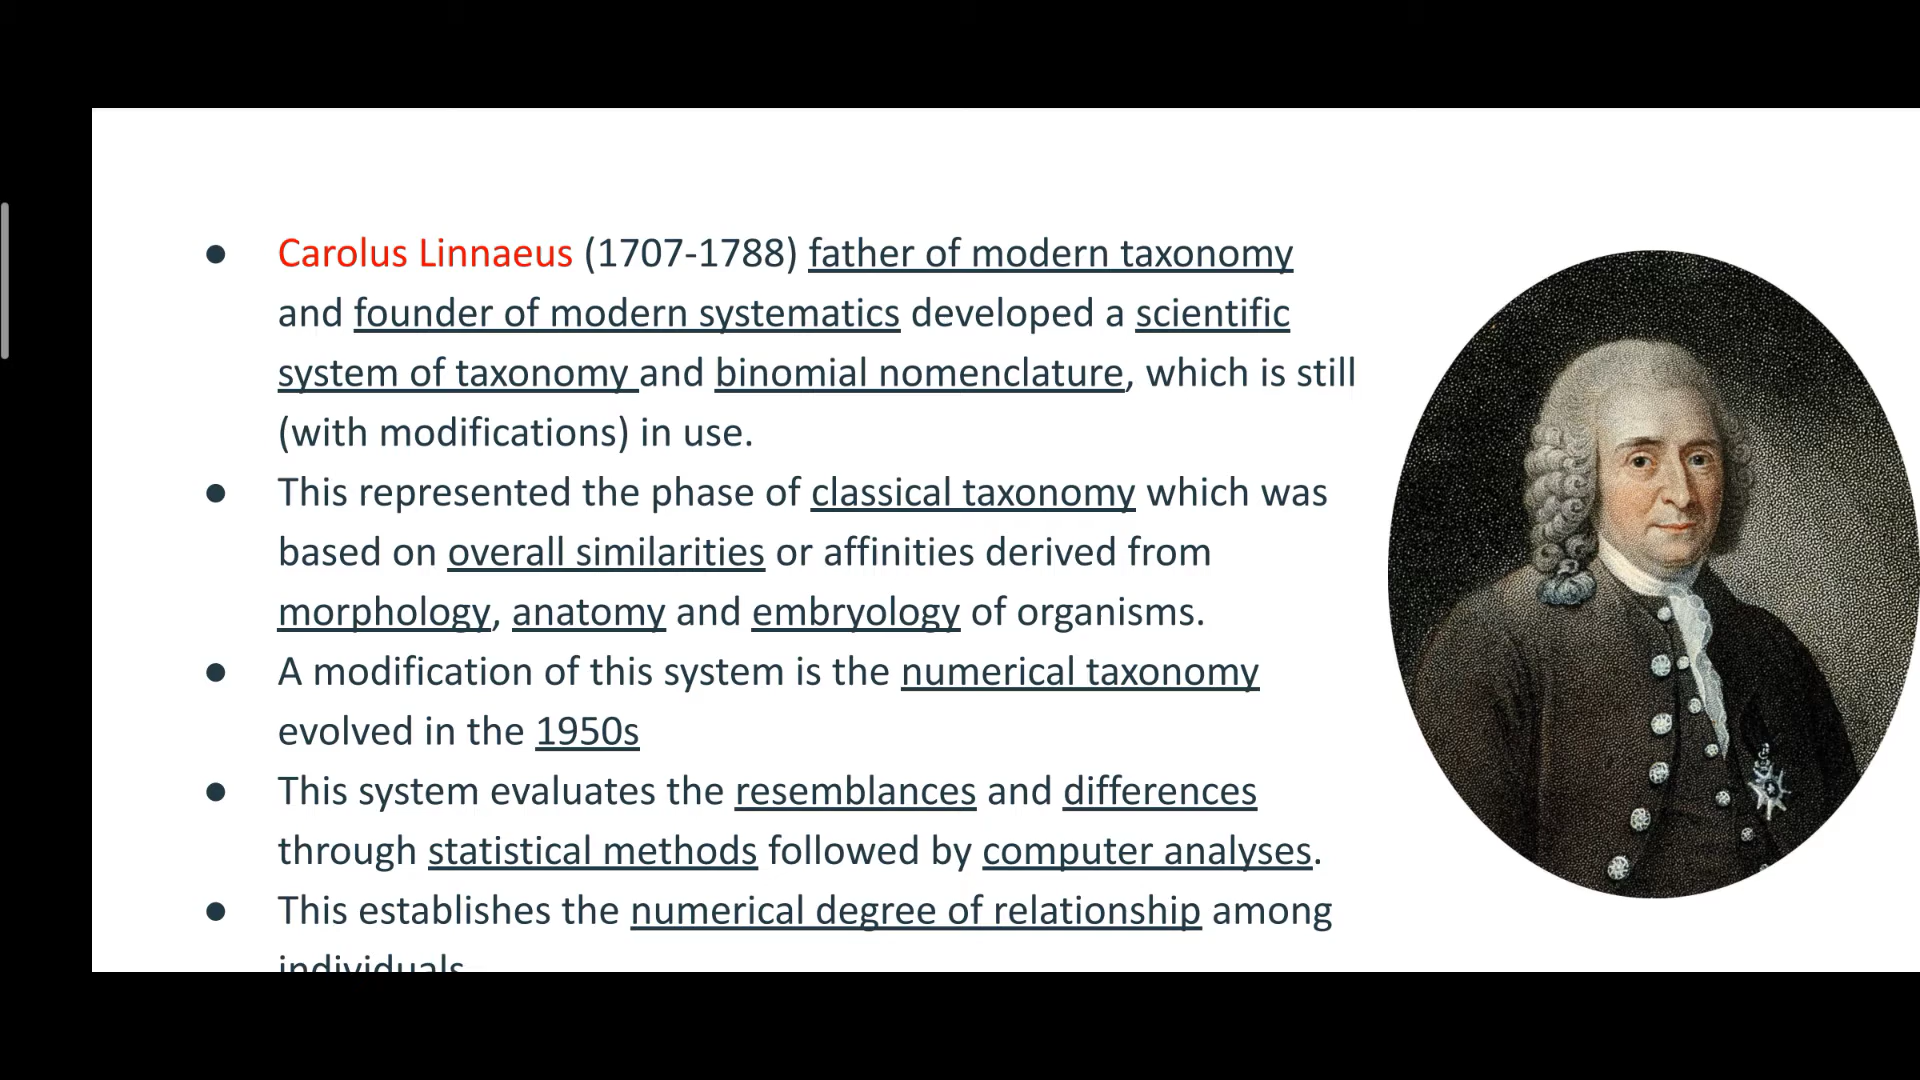 ● Carolus Linnaeus (1707-1788) father of modern taxonomy
and founder of modern systematics developed a scientific
system of taxonomy and binomial nomenclature, which is still
(with modifications) in use.
● This represented the phase of classical taxonomy which was
based on overall similarities or affinities derived from
morphology, anatomy and embryology of organisms.
● A modification of this system is the numerical taxonomy
evolved in the 1950s
● This system evaluates the resemblances and differences
through statistical methods followed by computer analyses.
● This establishes the numerical degree of relationship among
individuals